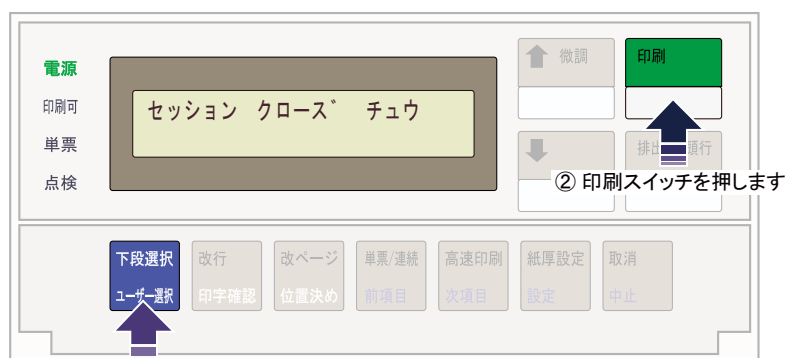 電源
印刷可
単票
点検
セッション クローズ゛ チュウ
微調
印刷
排出 頭行
② 印刷スイッチを押します
下段選択
ユーザー選択
改行
印字確認
改ページ
位置決め
単票/連続
前項目
高速印刷
次項目
紙厚設定
設定
取消
中止